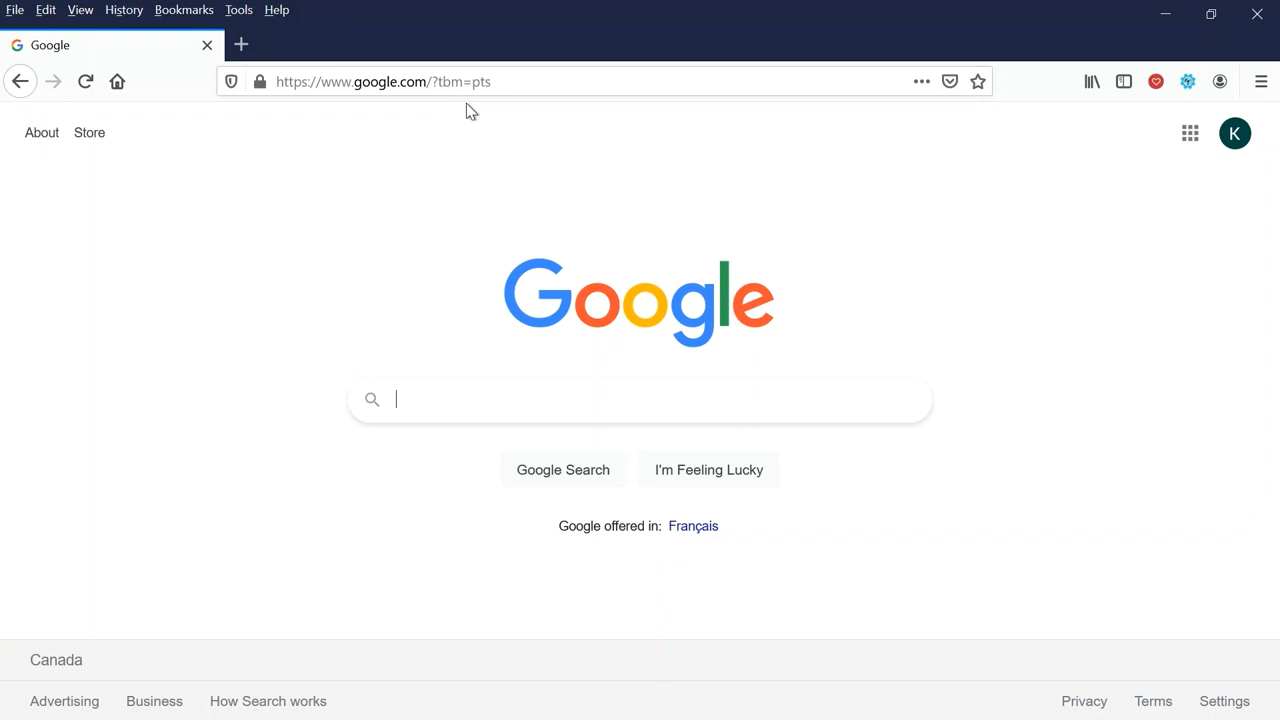 File Edit View History Bookmarks Tools Help
Google
https://www.google.com/?tbm=pts
About Store
K
Google
Google Search I'm Feeling Lucky
Google offered in: Français
Canada
Advertising Business How Search works Privacy Terms Settings